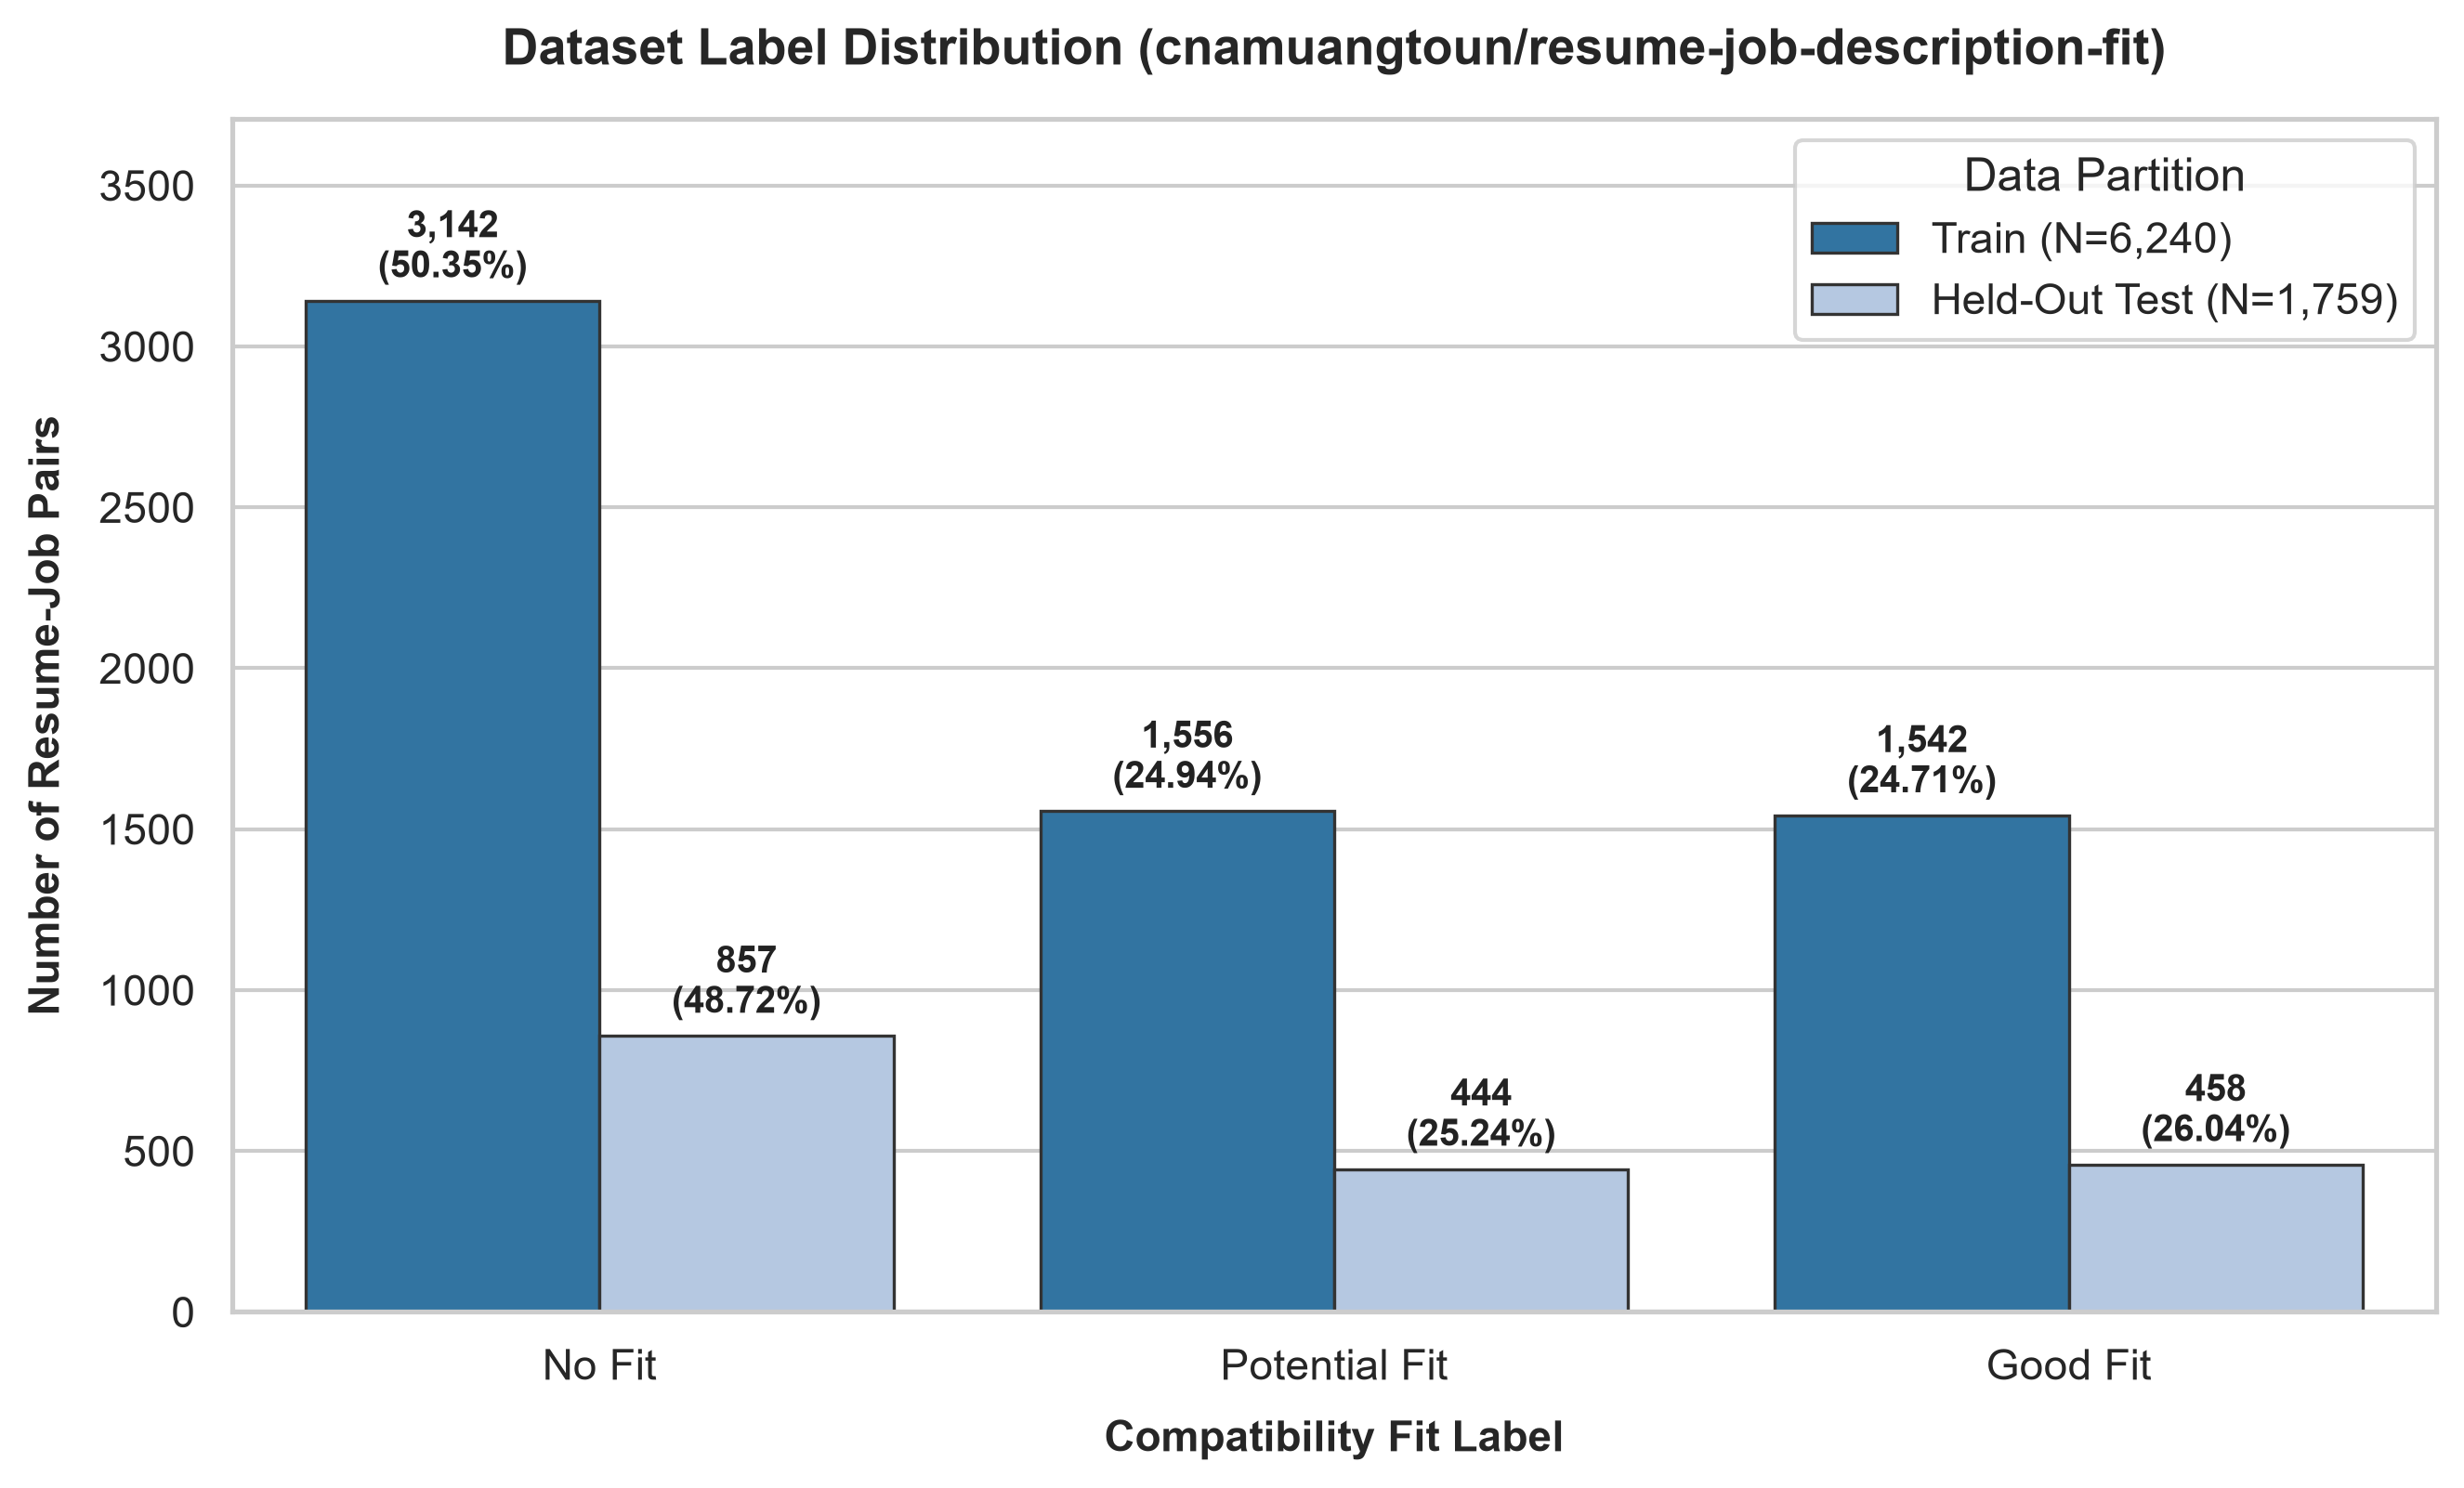 Dataset Label Distribution (cnamuangtoun/resume-job-description-fit)
Data Partition
Train (N=6,240)
Held-Out Test (N=1,759)
Number of Resume-Job Pairs
3500
3000
2500
2000
1500
1000
500
0
3,142
(50.35%)
857
(48.72%)
1,556
(24.94%)
444
(25.24%)
1,542
(24.71%)
458
(26.04%)
No Fit
Potential Fit
Good Fit
Compatibility Fit Label